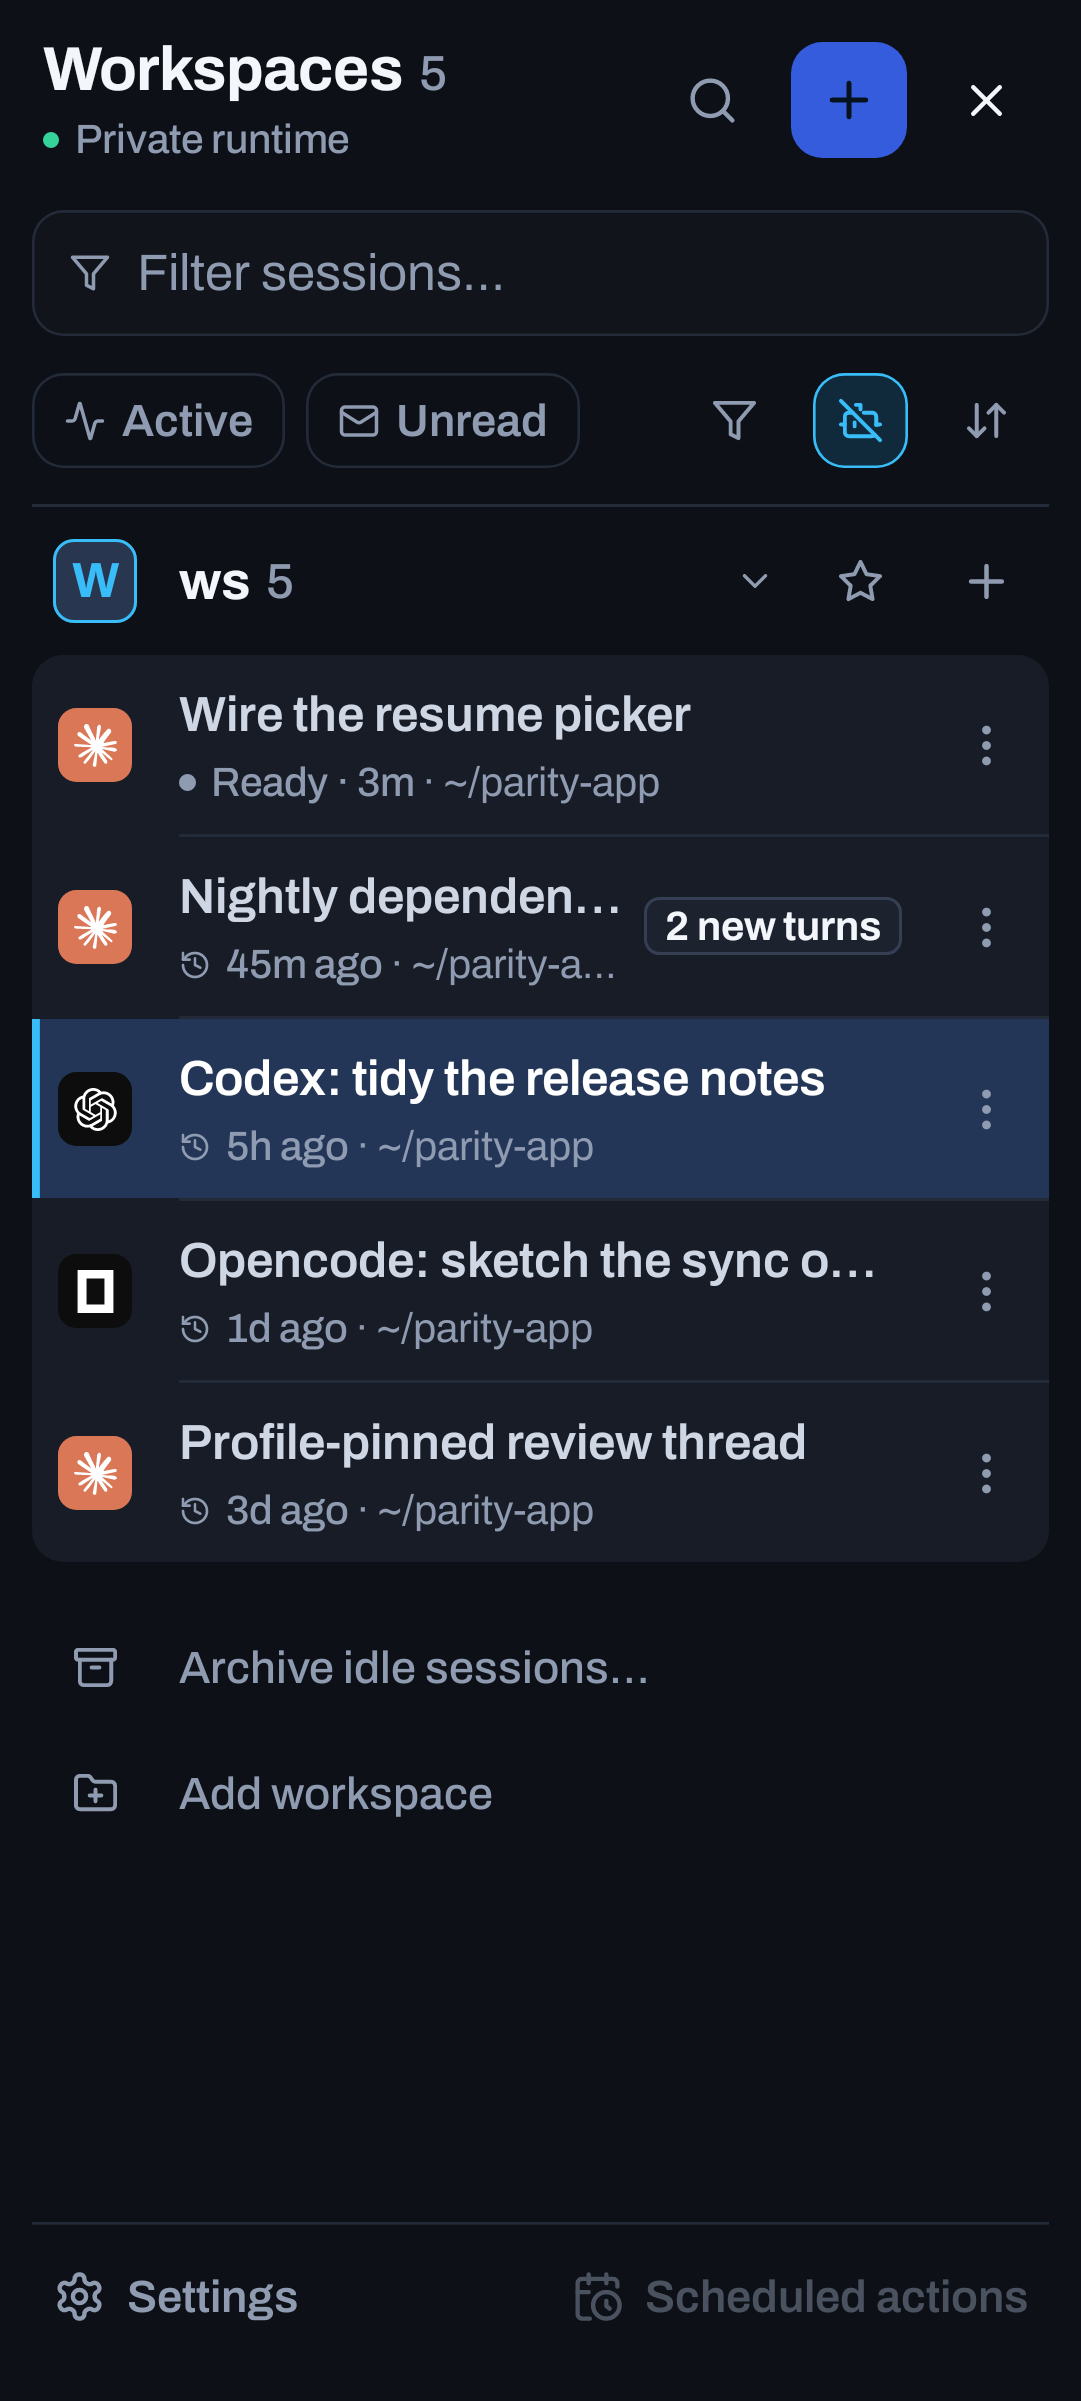 Workspaces 5
Private runtime
Filter sessions...
Active
Unread
W
ws 5
Wire the resume picker
Ready · 3m · ~/parity-app
Nightly dependen...
2 new turns
45m ago · ~/parity-a...
Codex: tidy the release notes
5h ago · ~/parity-app
Opencode: sketch the sync o...
1d ago · ~/parity-app
Profile-pinned review thread
3d ago · ~/parity-app
Archive idle sessions...
Add workspace
Settings
Scheduled actions